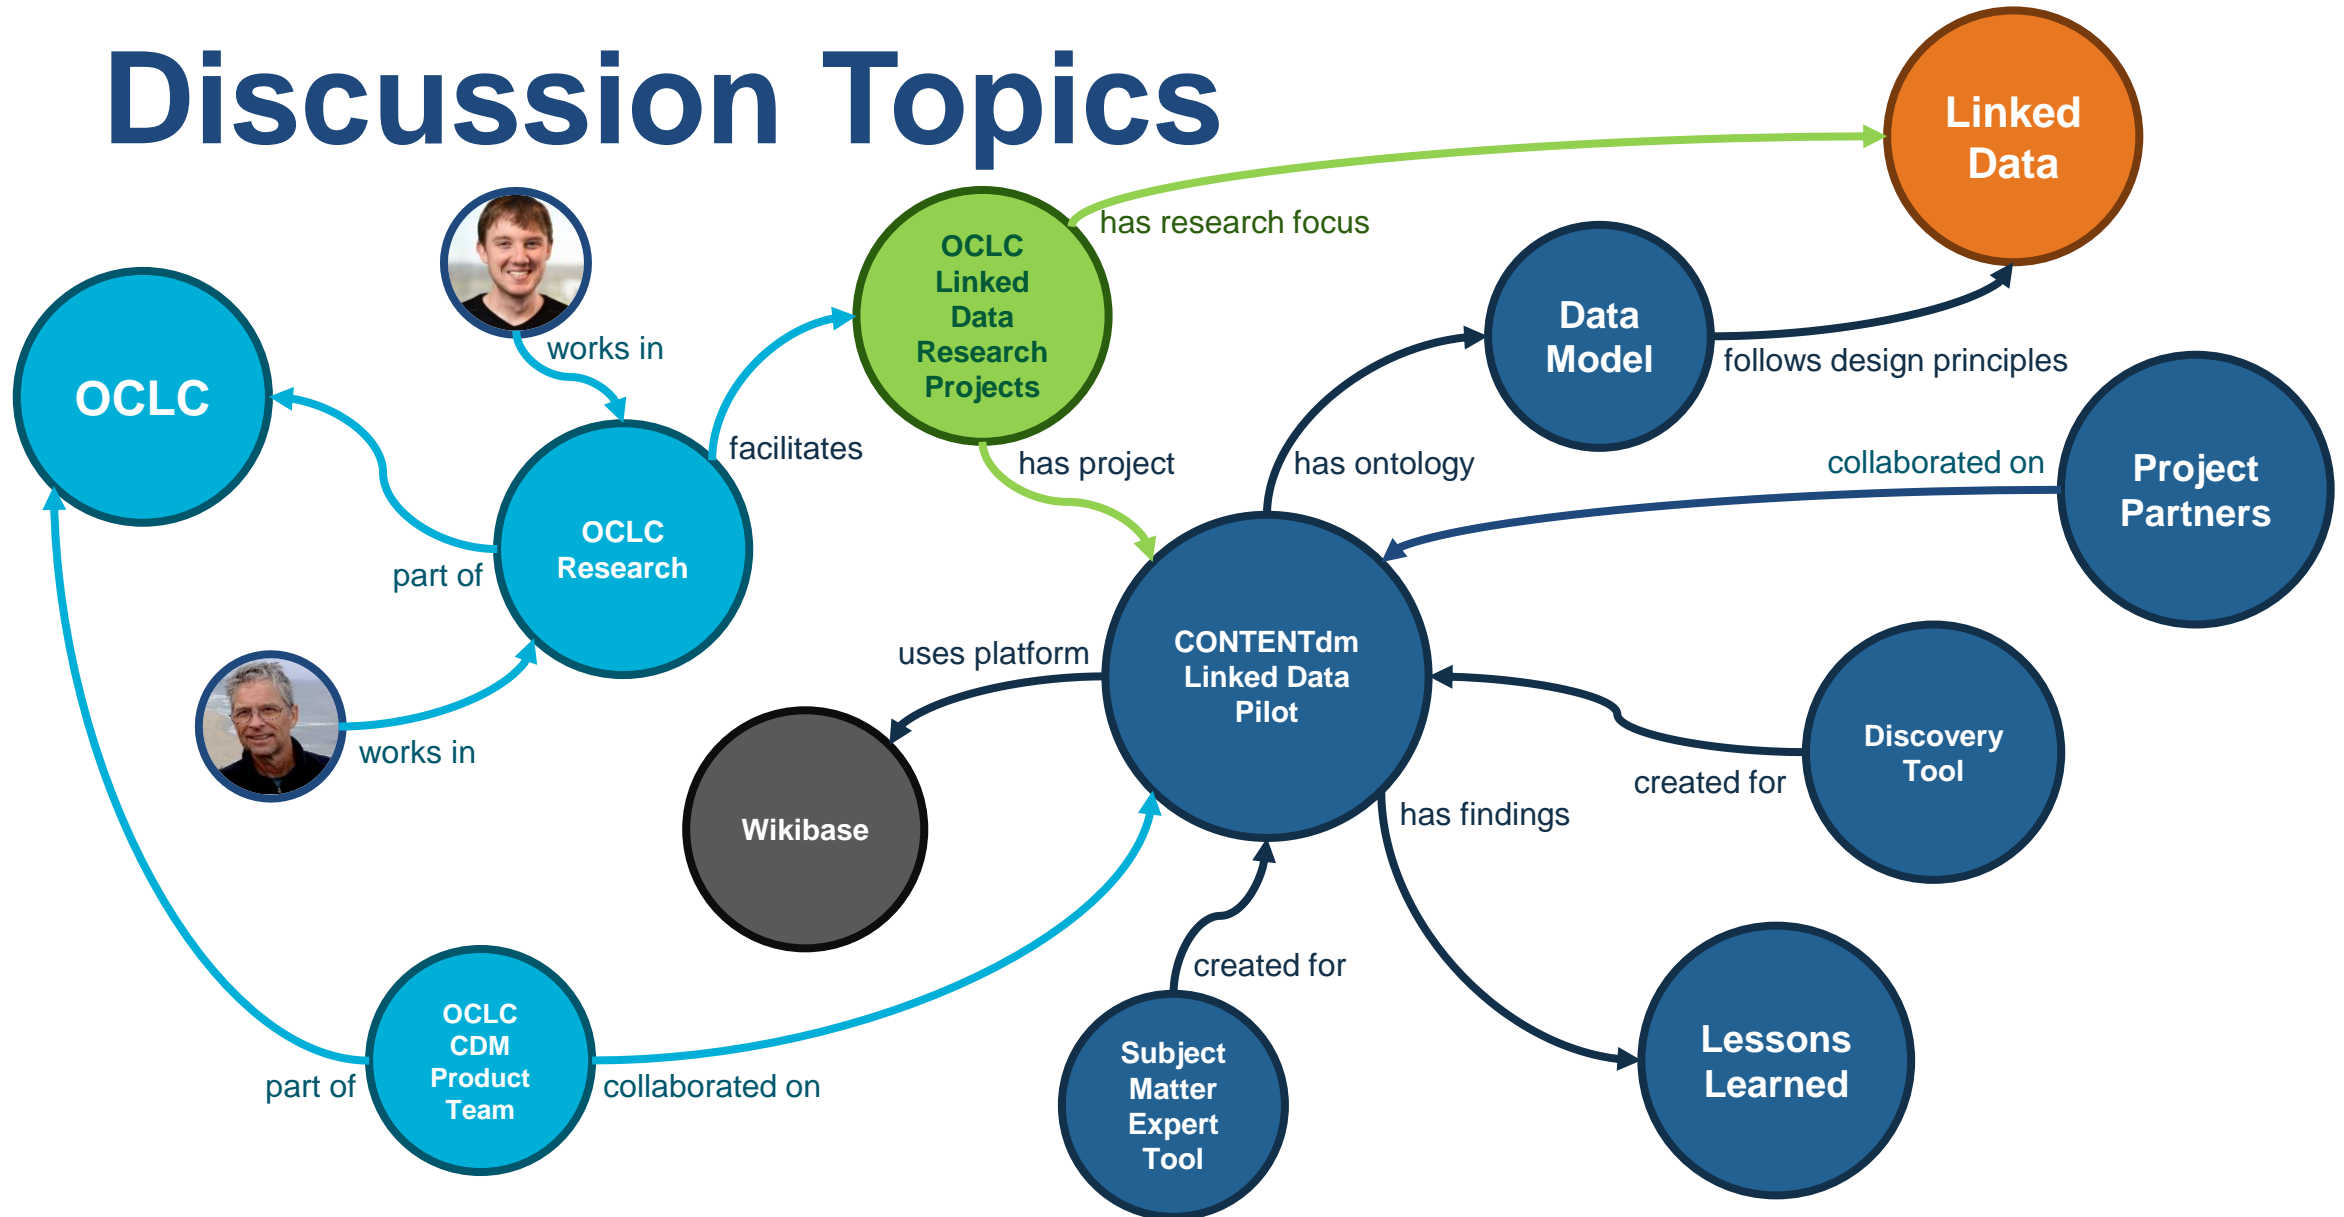 Discussion Topics
Linked
Data
has research focus
OCLC
Linked
Data
Research
Projects
works in
Data
Model
follows design principles
OCLC
facilitates
has project
has ontology
collaborated on
Project
Partners
OCLC
Research
part of
uses platform
CONTENTdm
Linked Data
Pilot
works in
Discovery
Tool
created for
has findings
Wikibase
created for
OCLC
CDM
Product
Team
part of
collaborated on
Subject
Matter
Expert
Tool
Lessons
Learned